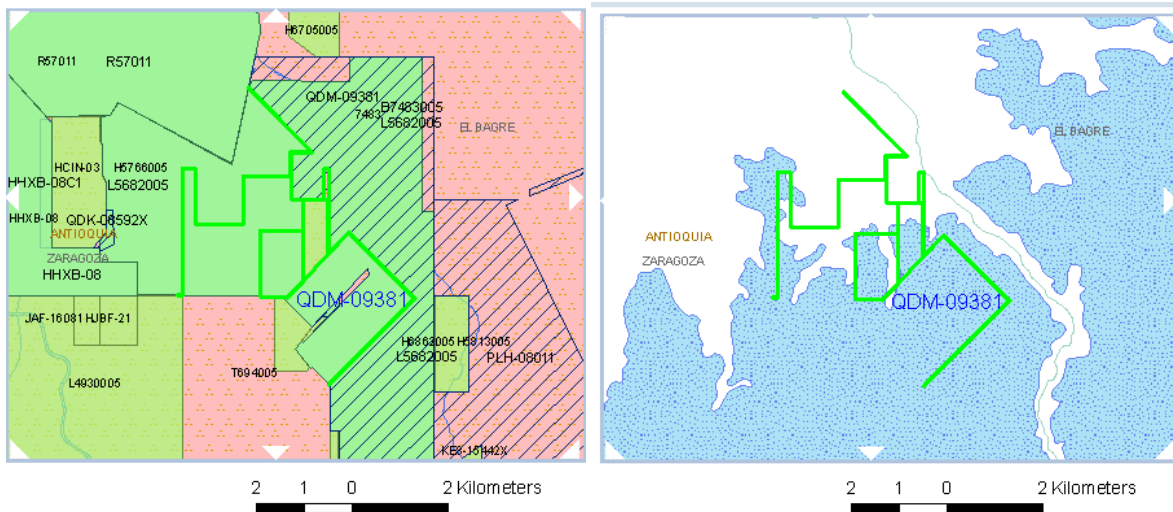 H6705005
R57011
R57011
QDM-09381
7483
B7483005
L5682005
EL BAGRE
HCIN-03
H5766005
HHXB-08C1
L5682005
HHXB-08
QDK-08592X
ANTIOQUIA
ZARAGOZA
HHXB-08
QDM-09381
JAF-16081
HJBF-21
H6863005
H5813005
L5682005
PLH-08011
T694005
L4930005
KE8-15442X
2 1 0 2 Kilometers
EL BAGRE
ANTIOQUIA
ZARAGOZA
QDM-09381
2 1 0 2 Kilometers